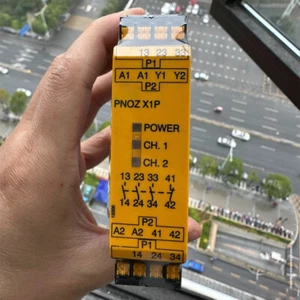 13 23 33
P1
A1 A1 Y1 Y2
P2
PNOZ X1P
POWER
CH. 1
CH. 2
13 23 33 41
14 24 34 42
P2
A2 A2 41 42
P1
14 24 34